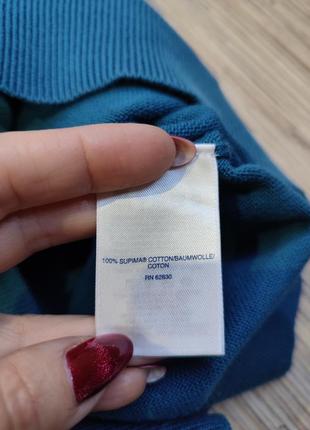 100% SUPIMA® COTTON/BAUMWOLLE/
COTON
RN 62830